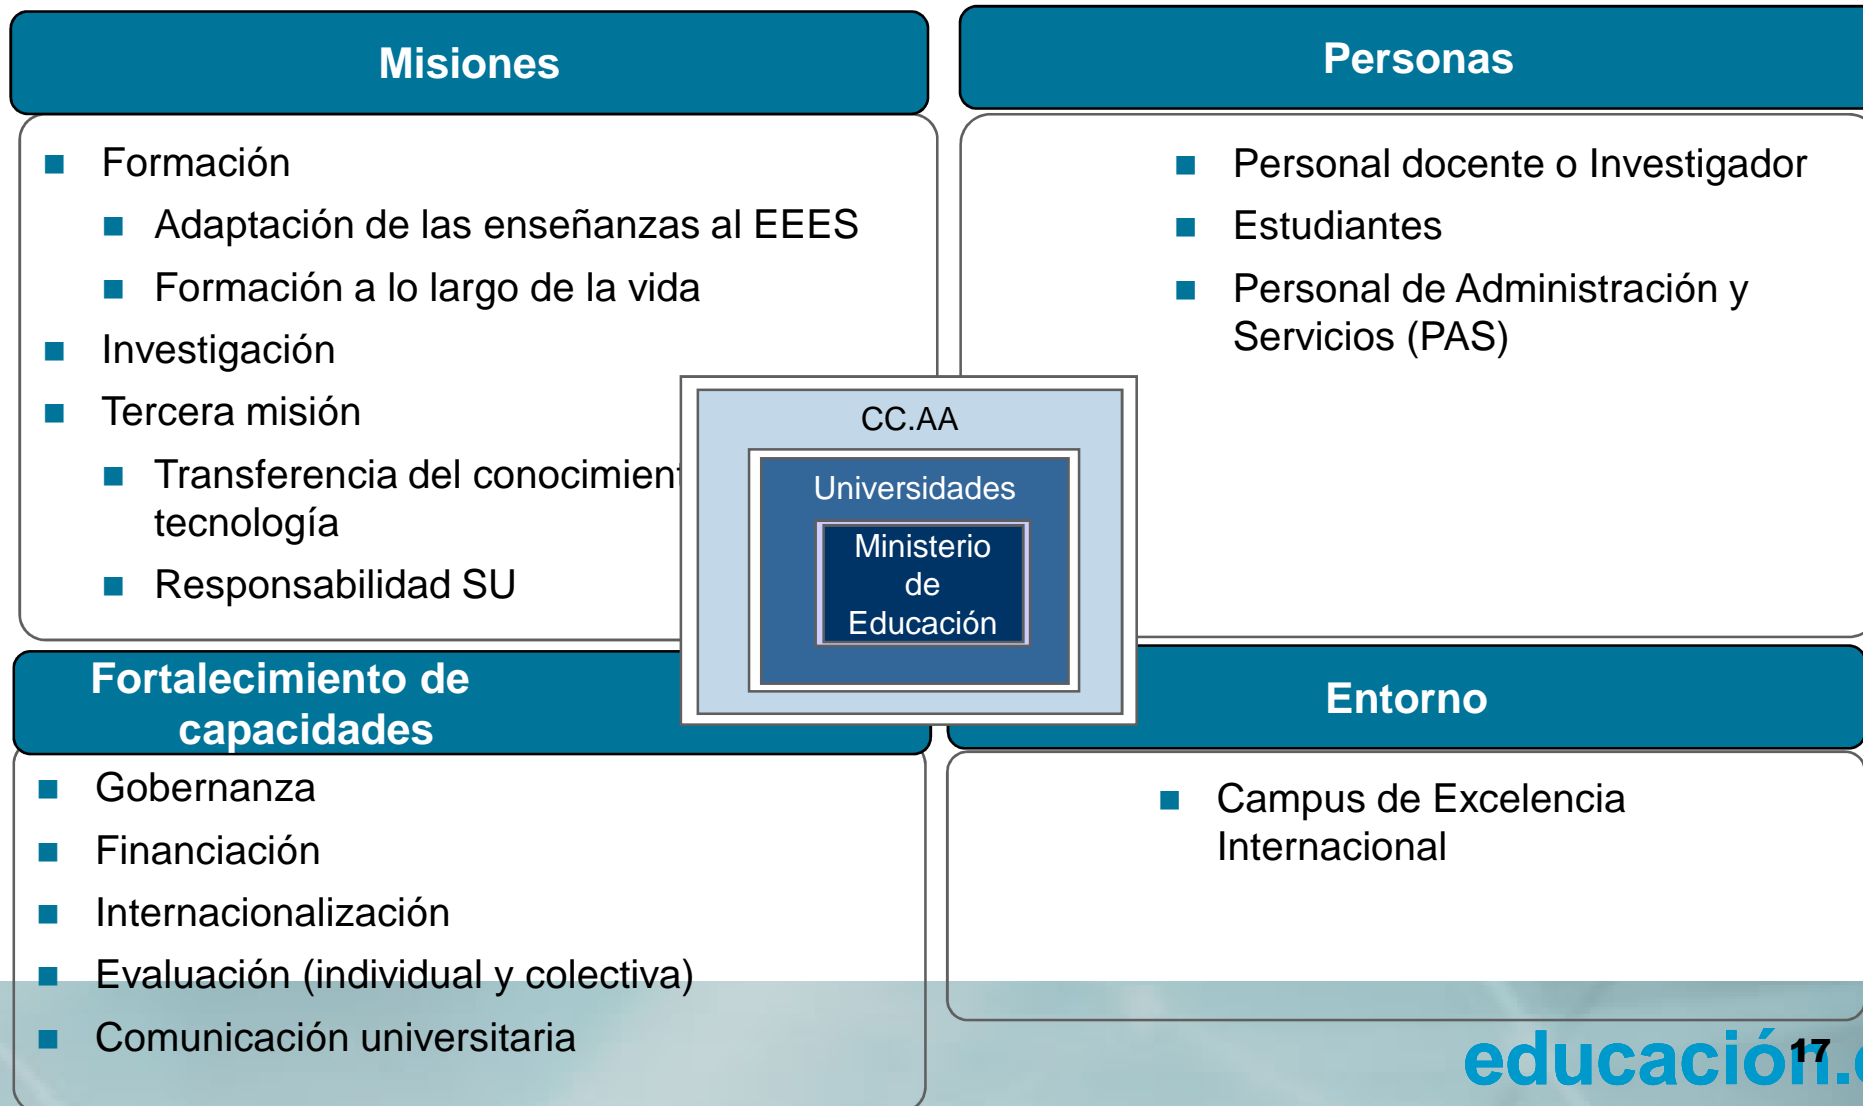 Misiones
Formación
Adaptación de las enseñanzas al EEES
Formación a lo largo de la vida
Investigación
Tercera misión
Transferencia del conocimien
tecnología
Responsabilidad SU
Personas
Personal docente o Investigador
Estudiantes
Personal de Administración y
Servicios (PAS)
CC.AA
Universidades
Ministerio
de
Educación
Fortalecimiento de
capacidades
Gobernanza
Financiación
Internacionalización
Evaluación (individual y colectiva)
Comunicación universitaria
Entorno
Campus de Excelencia
Internacional
educación.
17